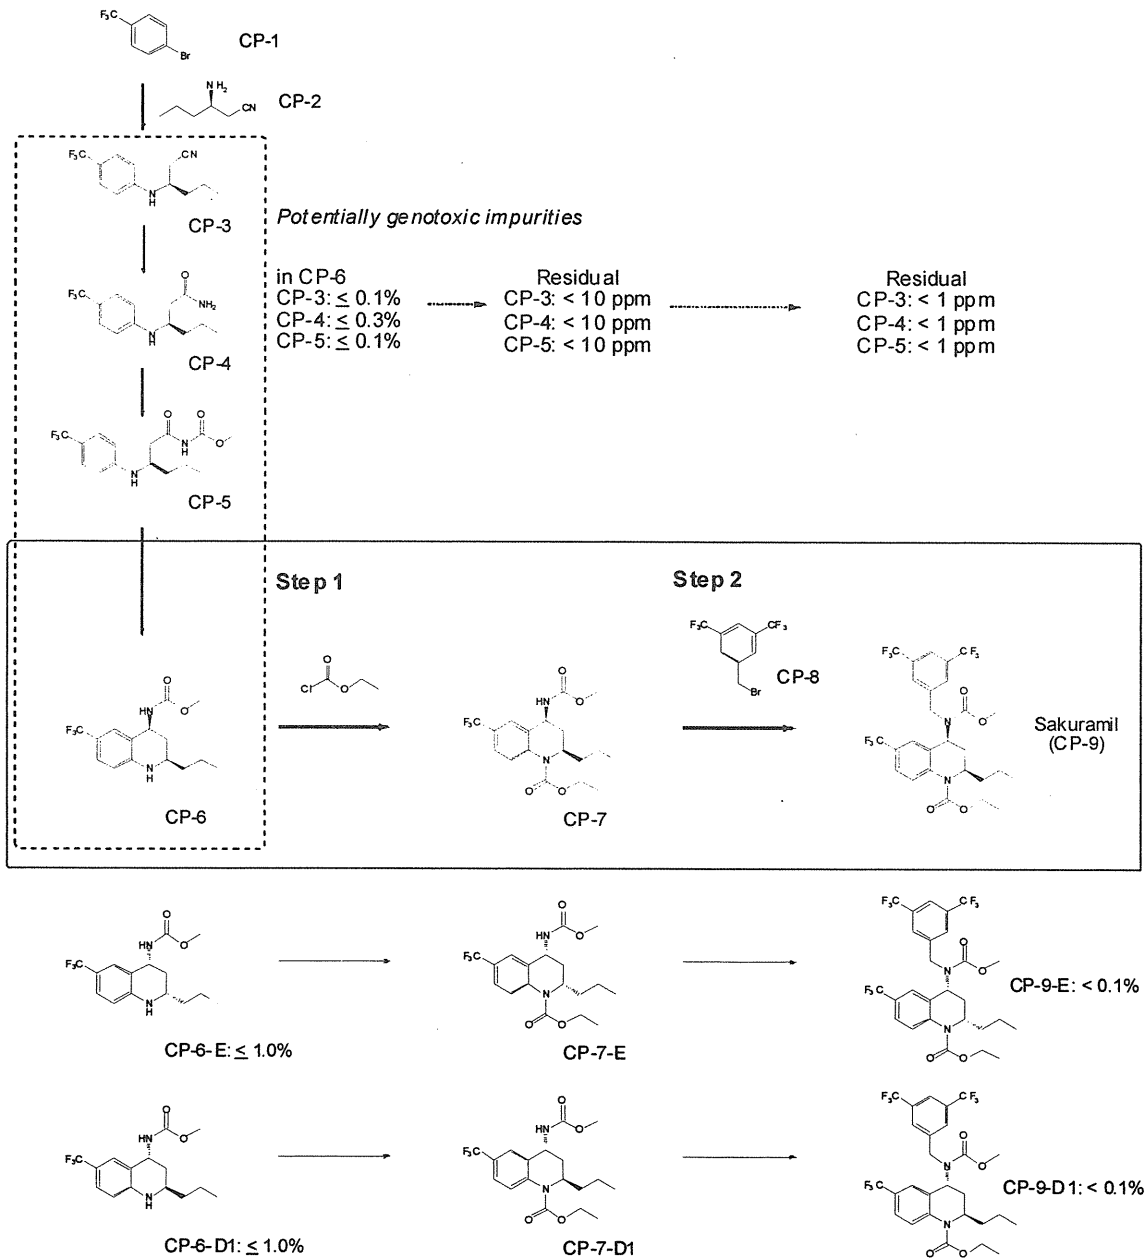 F₃C
Br
CP-1
NH₂
CN
CP-2
F₃C
CN
N
H
CP-3
Potentially genotoxic impurities
O
F₃C
NH₂
N
H
CP-4
in CP-6
CP-3: ≤ 0.1%
CP-4: ≤ 0.3%
CP-5: ≤ 0.1%
Residual
CP-3: < 10 ppm
CP-4: < 10 ppm
CP-5: < 10 ppm
Residual
CP-3: < 1 ppm
CP-4: < 1 ppm
CP-5: < 1 ppm
O O
F₃C
N
H
O
N
H
CP-5
Step 1
Step 2
O
HN O
F₃C
N
H
CP-6
O
Cl O
O
HN O
F₃C
N
O O
CP-7
F₃C CF₃
Br
CP-8
F₃C CF₃
O
N O
F₃C
N
O O
Sakuramil
(CP-9)
O
HN O
F₃C
N
H
CP-6-E: ≤ 1.0%
O
HN O
F₃C
N
O O
CP-7-E
F₃C CF₃
O
N O
F₃C
N
O O
CP-9-E: < 0.1%
O
HN O
F₃C
N
H
CP-6-D1: ≤ 1.0%
O
HN O
F₃C
N
O O
CP-7-D1
F₃C CF₃
O
N O
F₃C
N
O O
CP-9-D1: < 0.1%